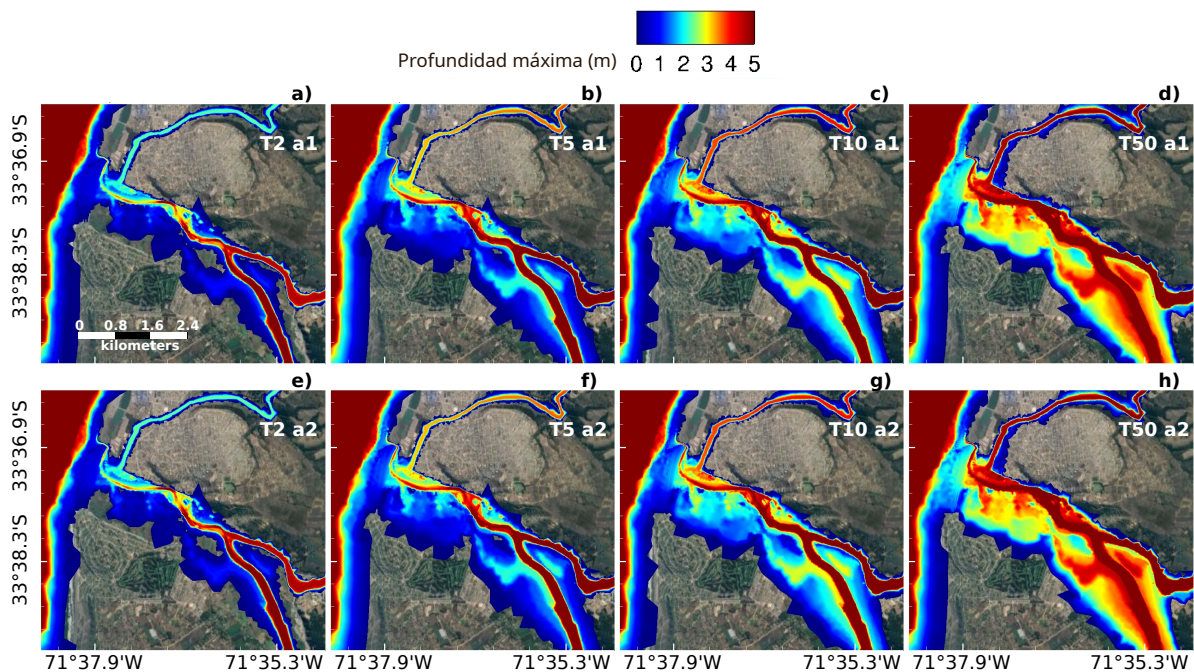 Profundidad máxima (m) 0 1 2 3 4 5
a) b) c) d)
T2 a1 T5 a1 T10 a1 T50 a1
33°36.9'S
33°38.3'S
0 0.8 1.6 2.4
kilometers
e) f) g) h)
T2 a2 T5 a2 T10 a2 T50 a2
33°36.9'S
33°38.3'S
71°37.9'W 71°35.3'W 71°37.9'W 71°35.3'W 71°37.9'W 71°35.3'W 71°37.9'W 71°35.3'W